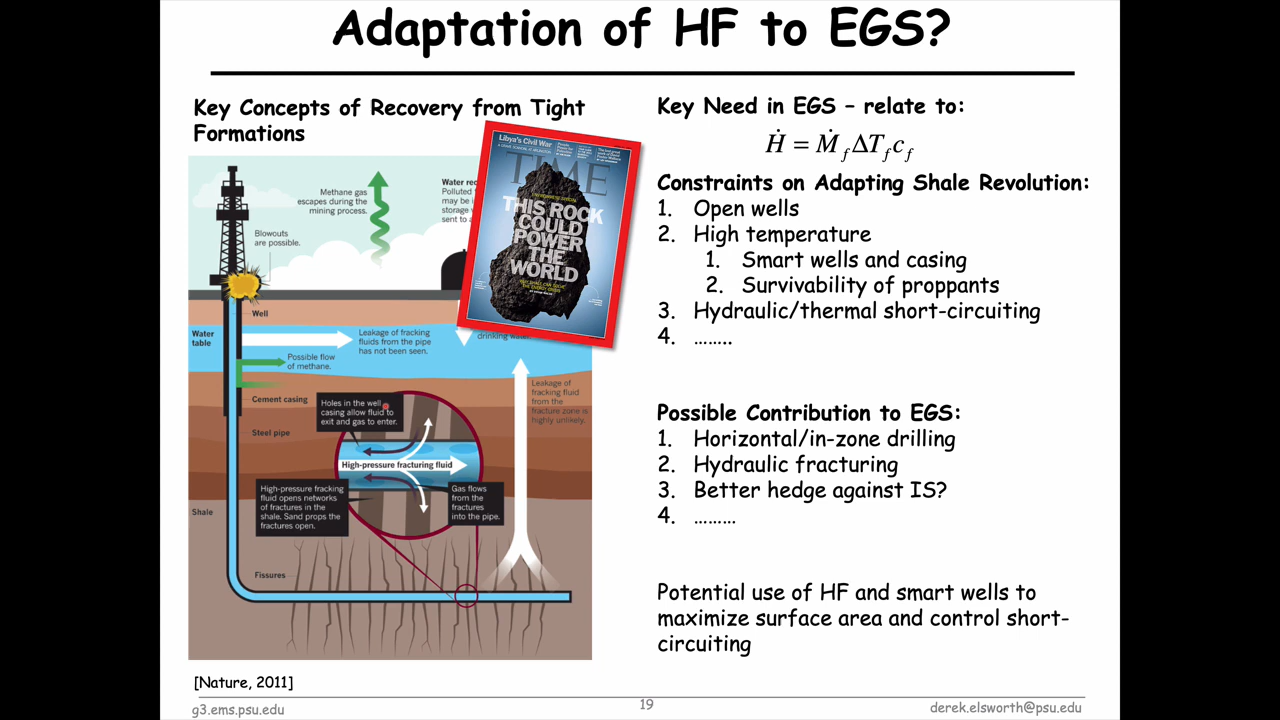 Adaptation of HF to EGS?
Key Concepts of Recovery from Tight
Formations
Methane gas
escapes during the
mining process.
Blowouts
are possible.
Water
Polluted
may be
storage
sent to
Libya's Civil War
TIME
THIS ROCK
COULD
POWER
THE
WORLD
Well
Water
table
Leakage of fracking
fluids from the pipe
has not been seen.
drinking water.
Possible flow
of methane.
Cement casing
Leakage of
fracking fluid
from the
fracture zone is
highly unlikely.
Holes in the well
casing allow fluid to
exit and gas to enter.
Steel pipe
High-pressure fracturing fluid
High-pressure fracking
fluid opens networks
of fractures in the
shale. Sand props the
fractures open.
Gas flows
from the
fractures
into the pipe.
Shale
Fissures
[Nature, 2011]
Key Need in EGS – relate to:
Ḣ = Ṁ_f ΔT_f c_f
Constraints on Adapting Shale Revolution:
1. Open wells
2. High temperature
1. Smart wells and casing
2. Survivability of proppants
3. Hydraulic/thermal short-circuiting
4. ........
Possible Contribution to EGS:
1. Horizontal/in-zone drilling
2. Hydraulic fracturing
3. Better hedge against IS?
4. .........
Potential use of HF and smart wells to
maximize surface area and control short-
circuiting
g3.ems.psu.edu
19
derek.elsworth@psu.edu